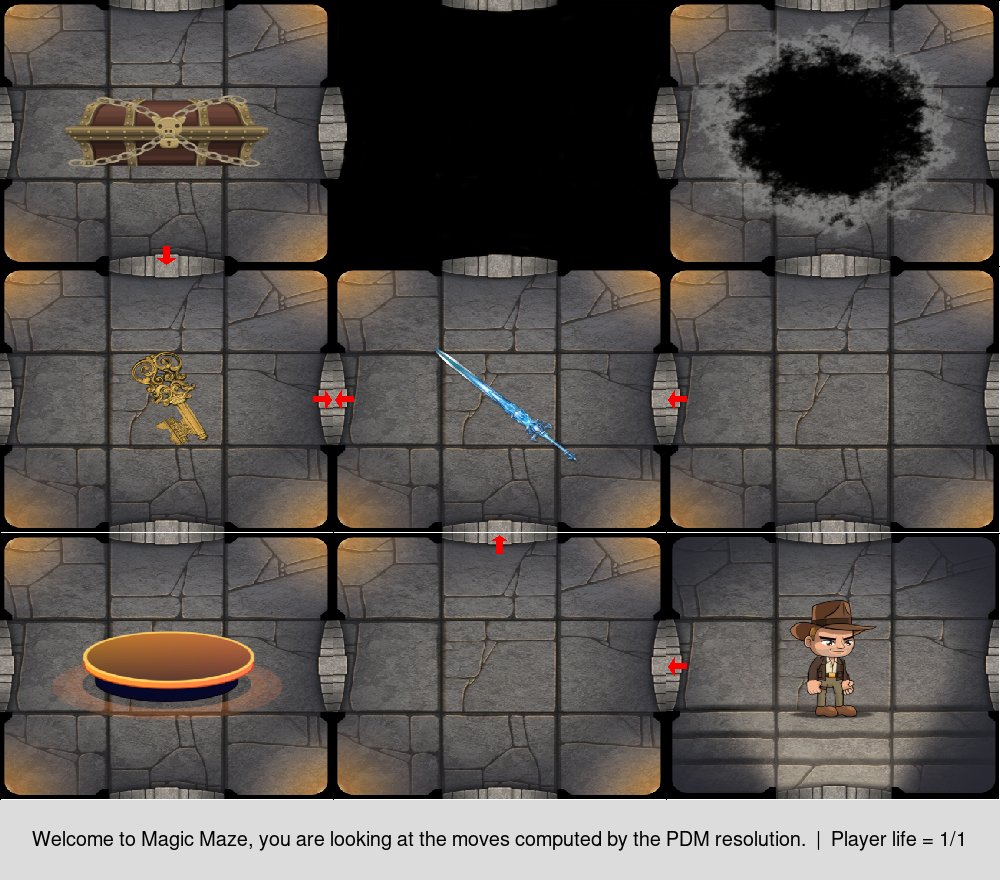 Welcome to Magic Maze, you are looking at the moves computed by the PDM resolution. | Player life = 1/1